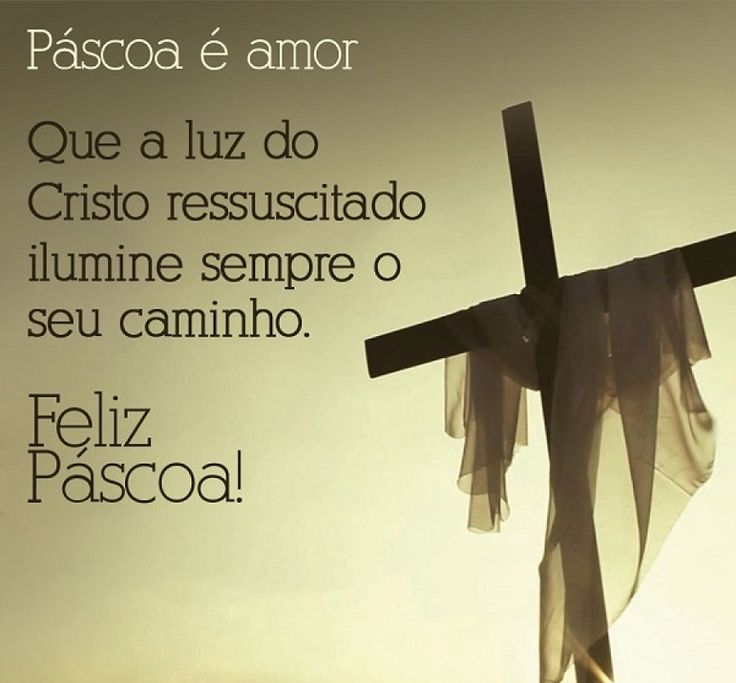 Páscoa é amor
Que a luz do
Cristo ressuscitado
ilumine sempre o
seu caminho.
Feliz
Páscoa!